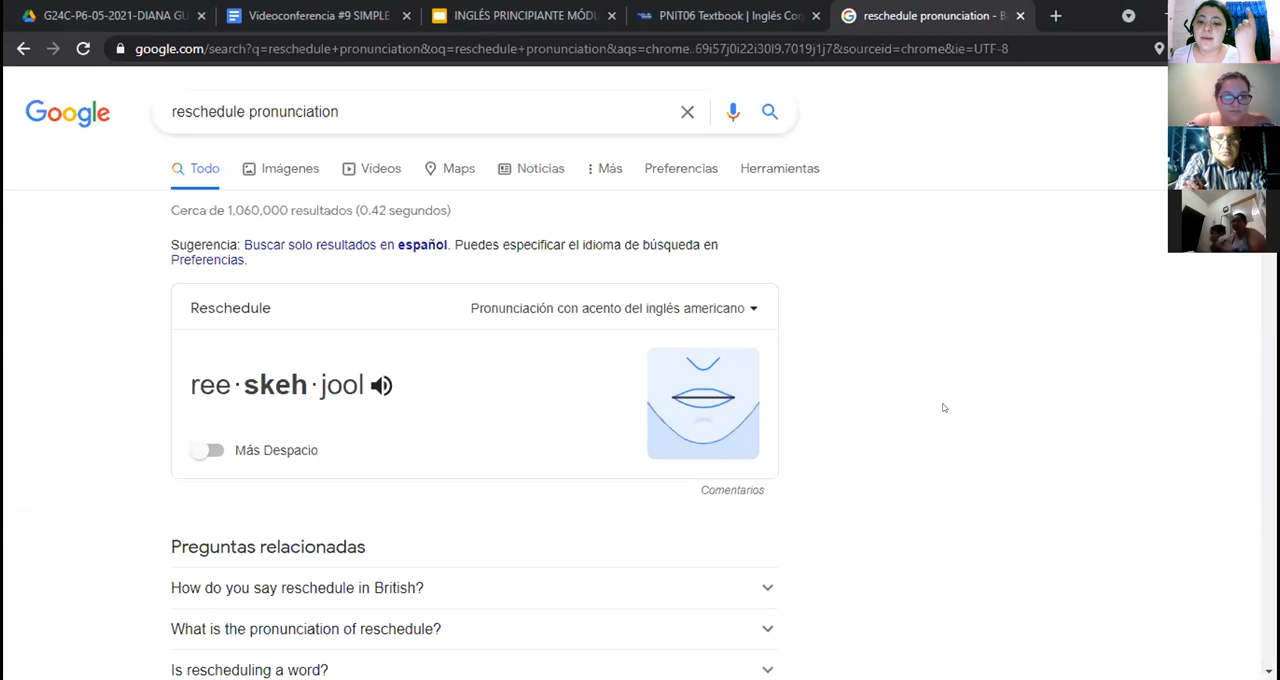 G24C-P6-05-2021-DIANA GU
Videoconferencia #9 SIMPLE
INGLÉS PRINCIPIANTE MÓDU
PNIT06 Textbook | Inglés Con
reschedule pronunciation - B
google.com/search?q=reschedule+pronunciation&oq=reschedule+pronunciation&aqs=chrome..69i57j0i22i30l9.7019j1j7&sourceid=chrome&ie=UTF-8
Google
reschedule pronunciation
Todo
Imágenes
Videos
Maps
Noticias
Más
Preferencias
Herramientas
Cerca de 1,060,000 resultados (0.42 segundos)
Sugerencia: Buscar solo resultados en español. Puedes especificar el idioma de búsqueda en
Preferencias.
Reschedule
Pronunciación con acento del inglés americano
ree·skeh·jool
Más Despacio
Comentarios
Preguntas relacionadas
How do you say reschedule in British?
What is the pronunciation of reschedule?
Is rescheduling a word?